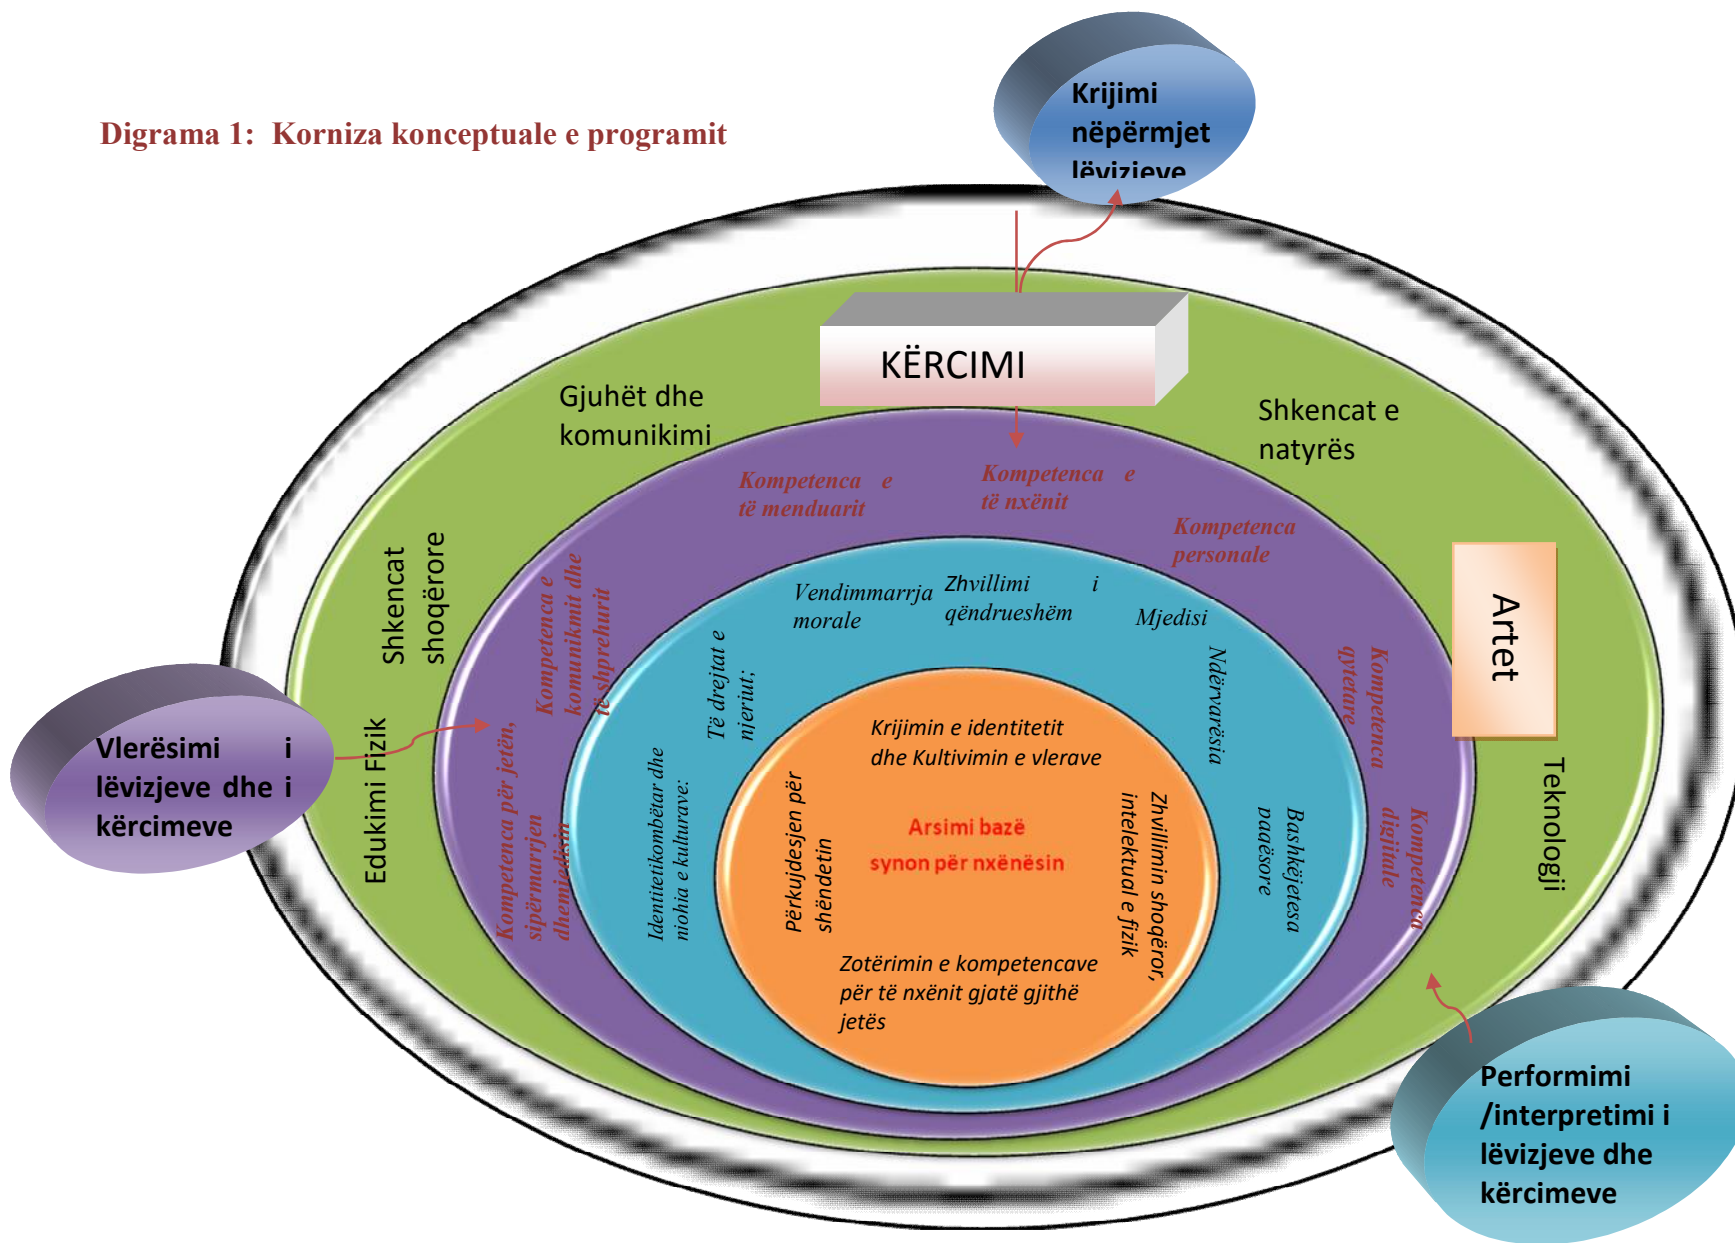 Digrama 1: Korniza konceptuale e programit
Krijimi
nëpërmjet
lëvizjeve
KËRCIMI
Gjuhët dhe
komunikimi
Shkencat e
natyrës
Shkencat
shoqërore
Edukimi Fizik
Artet
Teknologji
Kompetenca e
të menduarit
Kompetenca e
të nxënit
Kompetenca
personale
Kompetenca e
komunikmit dhe
të shprehurit
Kompetenca për jetën,
sipërmarrjen
dhemjedisin
Kompetenca
qytetare
Kompetenca
digjitale
Vendimmarrja
morale
Zhvillimi i
qëndrueshëm
Mjedisi
Ndërvarësia
Të drejtat e
njeriut;
Identitetikombëtar dhe
njohja e kulturave:
Bashkëjetesa
paqësore
Krijimin e identitetit
dhe Kultivimin e vlerave
Përkujdesjen për
shëndetin
Arsimi bazë
synon për nxënësin
Zhvillimin shoqëror,
intelektual e fizik
Zotërimin e kompetencave
për të nxënit gjatë gjithë
jetës
Vlerësimi i
lëvizjeve dhe i
kërcimeve
Performimi
/interpretimi i
lëvizjeve dhe
kërcimeve